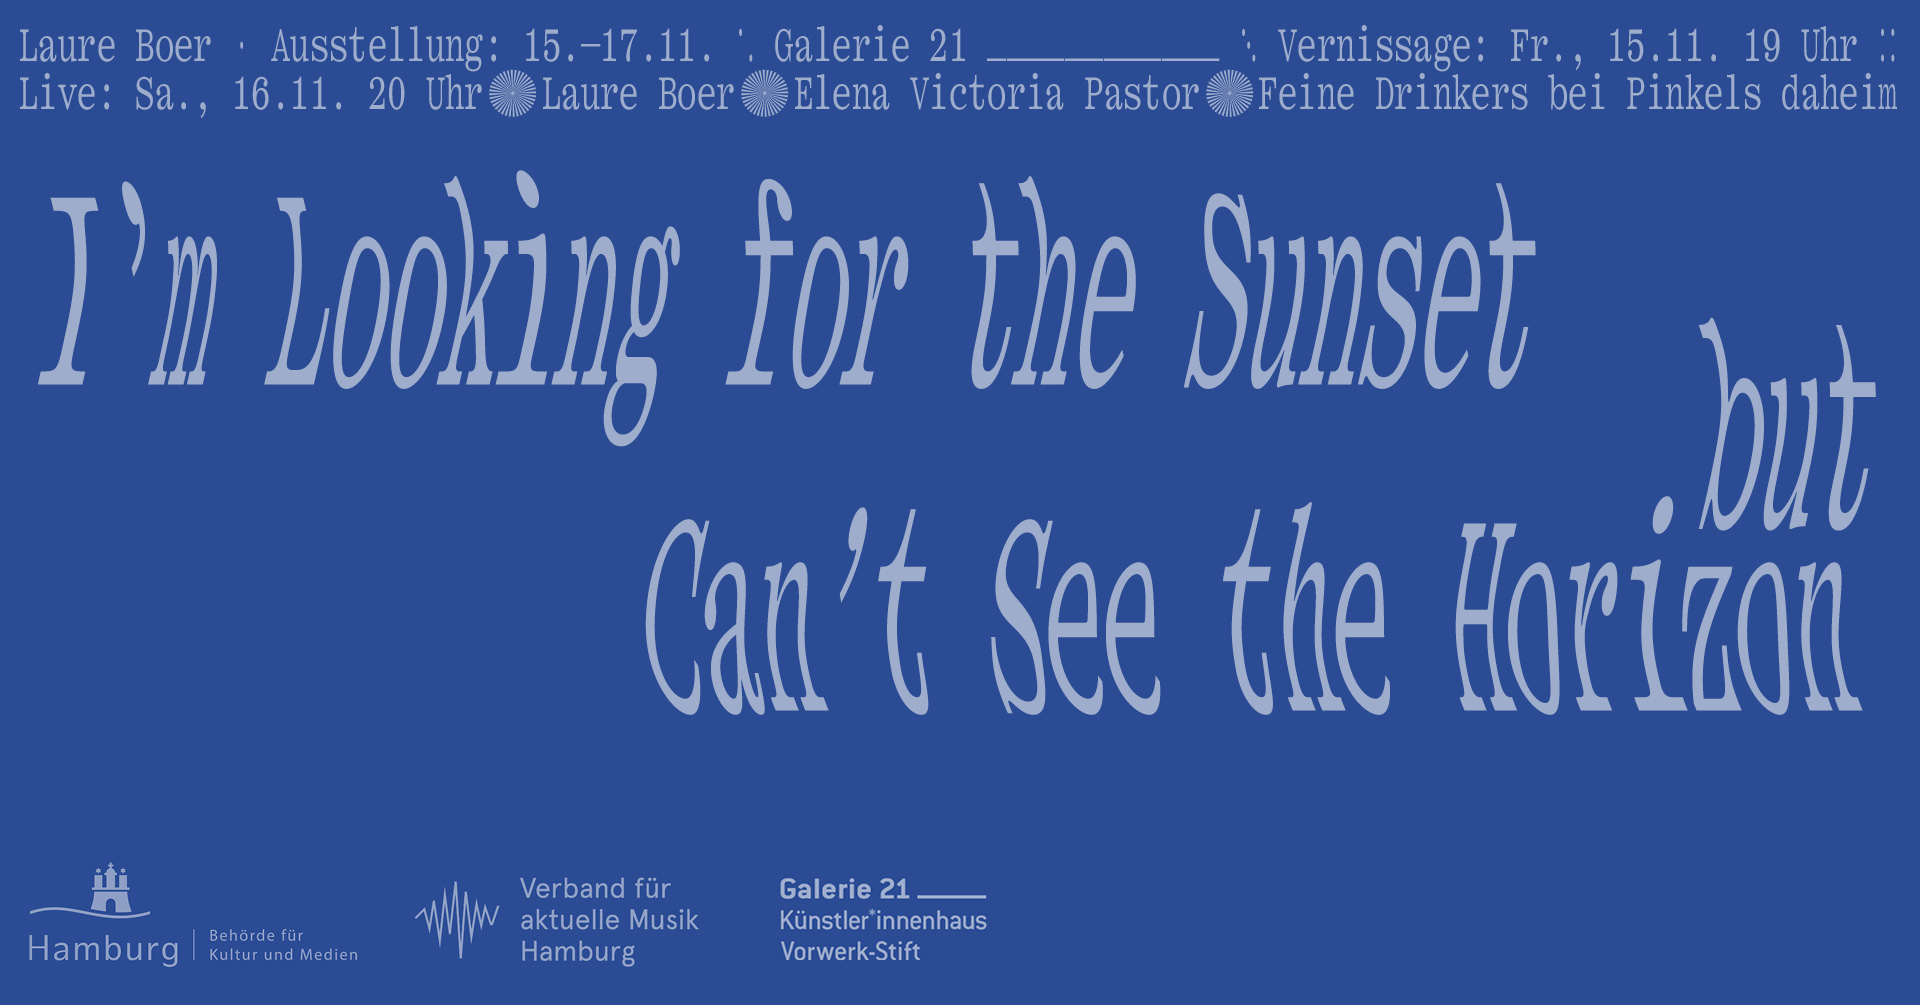 Laure Boer · Ausstellung: 15.–17.11. ⋱ Galerie 21 ____________ ⋱ Vernissage: Fr., 15.11. 19 Uhr ::
Live: Sa., 16.11. 20 Uhr Laure Boer Elena Victoria Pastor Feine Drinkers bei Pinkels daheim
I’m Looking for the Sunset
but
Can’t See the Horizon
Hamburg | Behörde für
Kultur und Medien
Verband für
aktuelle Musik
Hamburg
Galerie 21 ____
Künstler*innenhaus
Vorwerk-Stift